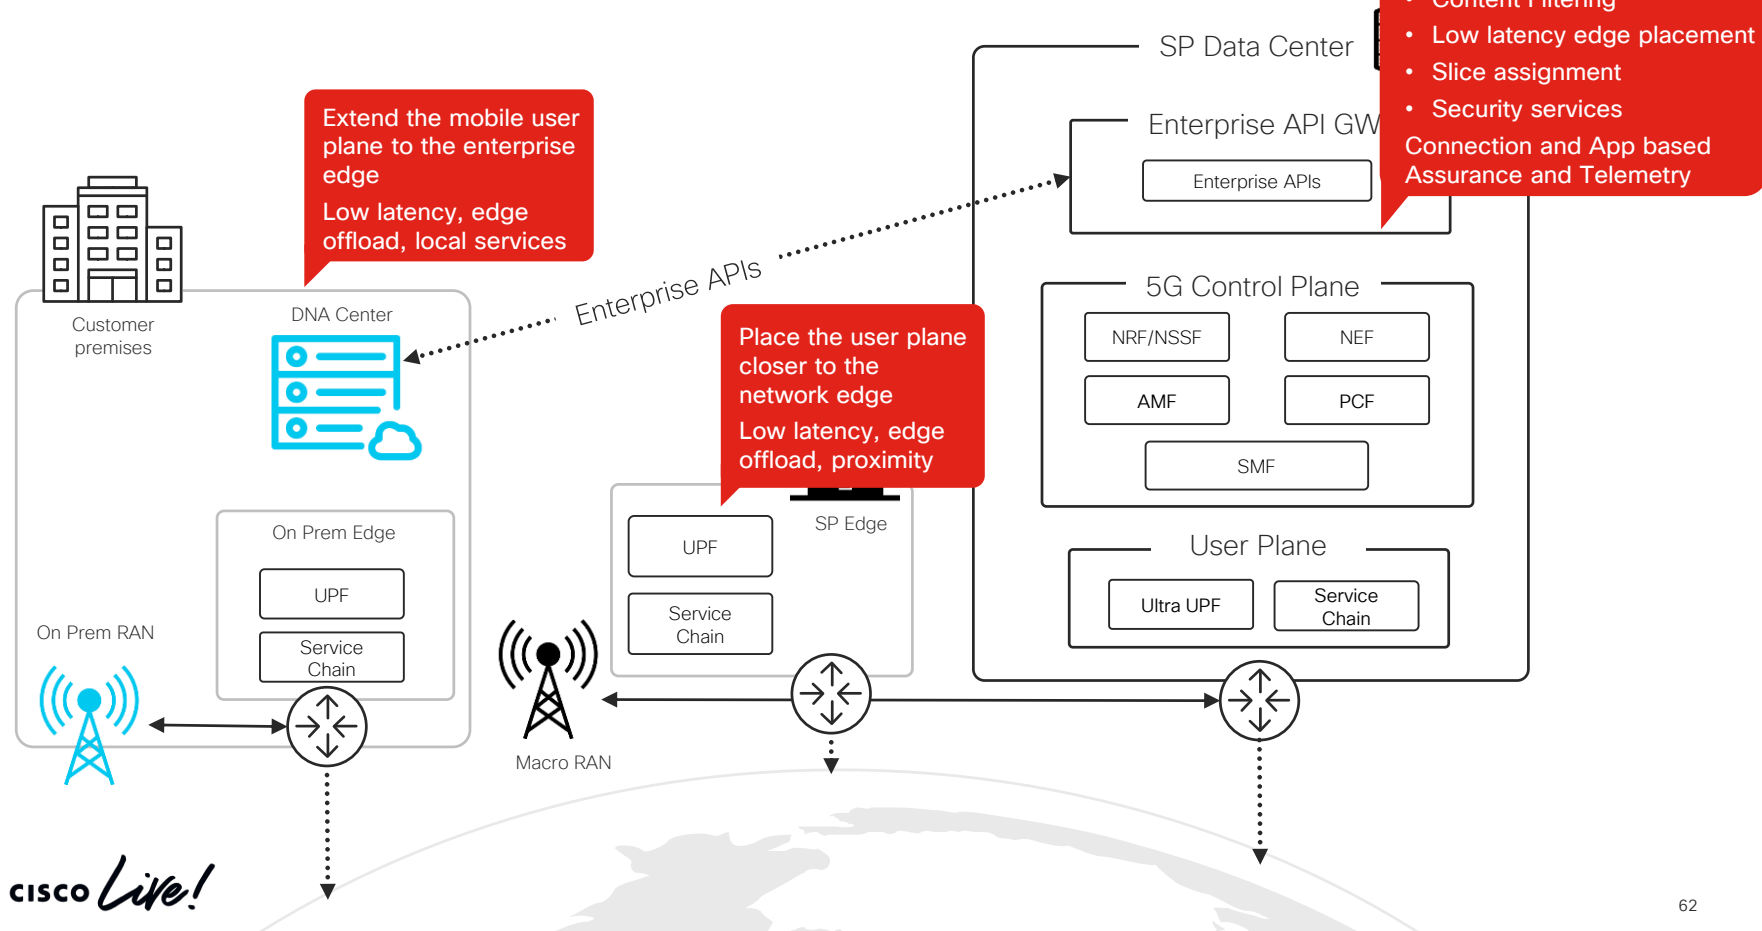 Content Filtering
• Low latency edge placement
• Slice assignment
• Security services
Connection and App based
Assurance and Telemetry
SP Data Center
Enterprise API GW
Enterprise APIs
Extend the mobile user
plane to the enterprise
edge
Low latency, edge
offload, local services
Enterprise APIs
Customer
premises
DNA Center
5G Control Plane
NRF/NSSF
NEF
AMF
PCF
SMF
Place the user plane
closer to the
network edge
Low latency, edge
offload, proximity
On Prem Edge
UPF
Service
Chain
On Prem RAN
SP Edge
UPF
Service
Chain
Macro RAN
User Plane
Ultra UPF
Service
Chain
CISCO Live!
62